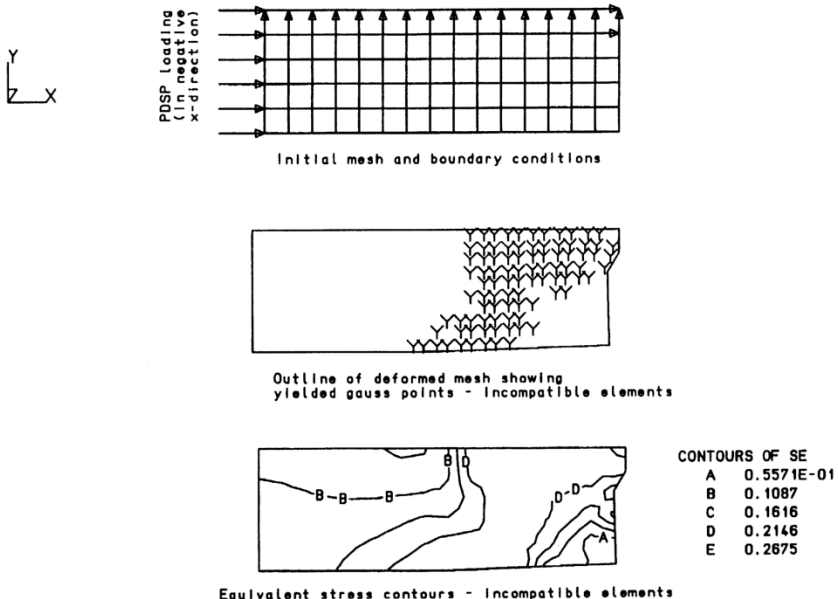 Y
Z X
PDSP loading
(in negative
x-direction)
Initial mesh and boundary conditions
Outline of deformed mesh showing
yielded gauss points - Incompatible elements
B D
B B B
D-D
A
CONTOURS OF SE
A 0.5571E-01
B 0.1087
C 0.1616
D 0.2146
E 0.2675
Equivalent stress contours - Incompatible elements